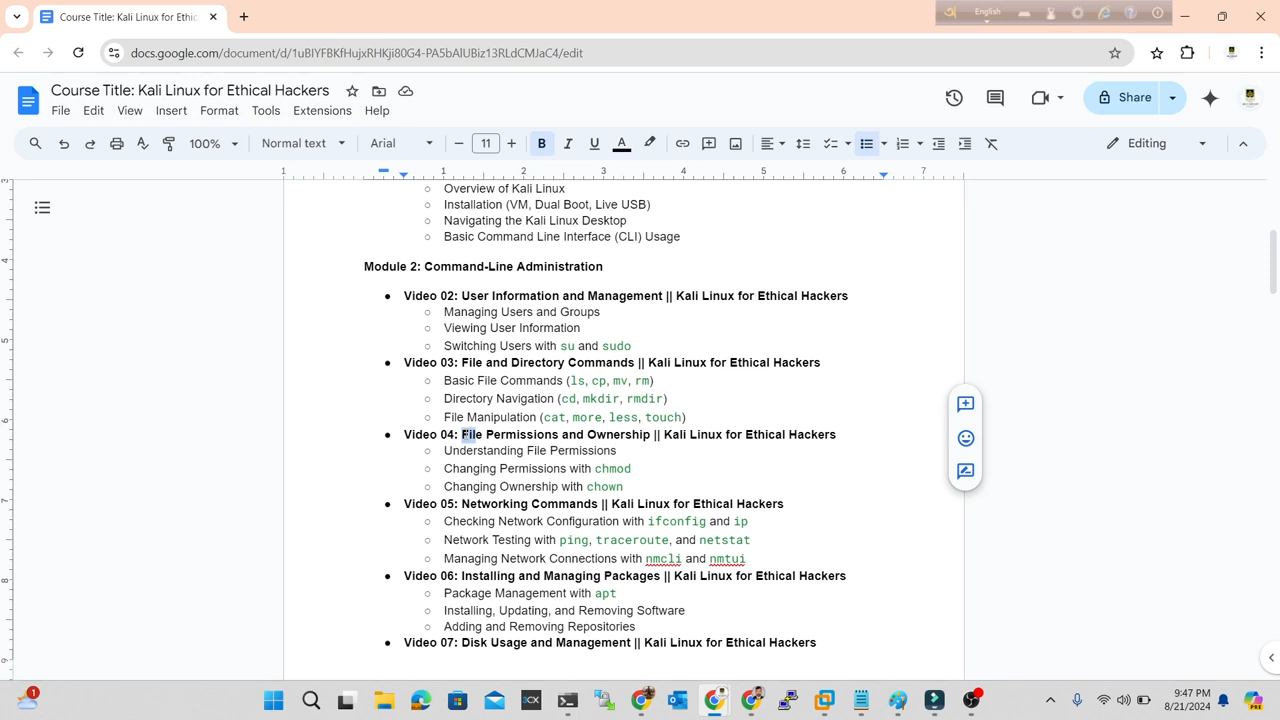 Course Title: Kali Linux for Ethic
English
docs.google.com/document/d/1uBIYFBKfHujxRHKji80G4-PA5bAlUBiz13RLdCMJaC4/edit
Course Title: Kali Linux for Ethical Hackers
File Edit View Insert Format Tools Extensions Help
Share
100% Normal text Arial 11 Editing
1 1 2 3 4 5 6 7
Overview of Kali Linux
Installation (VM, Dual Boot, Live USB)
Navigating the Kali Linux Desktop
Basic Command Line Interface (CLI) Usage
Module 2: Command-Line Administration
● Video 02: User Information and Management || Kali Linux for Ethical Hackers
○ Managing Users and Groups
○ Viewing User Information
○ Switching Users with su and sudo
● Video 03: File and Directory Commands || Kali Linux for Ethical Hackers
○ Basic File Commands (ls, cp, mv, rm)
○ Directory Navigation (cd, mkdir, rmdir)
○ File Manipulation (cat, more, less, touch)
● Video 04: File Permissions and Ownership || Kali Linux for Ethical Hackers
○ Understanding File Permissions
○ Changing Permissions with chmod
○ Changing Ownership with chown
● Video 05: Networking Commands || Kali Linux for Ethical Hackers
○ Checking Network Configuration with ifconfig and ip
○ Network Testing with ping, traceroute, and netstat
○ Managing Network Connections with nmcli and nmtui
● Video 06: Installing and Managing Packages || Kali Linux for Ethical Hackers
○ Package Management with apt
○ Installing, Updating, and Removing Software
○ Adding and Removing Repositories
● Video 07: Disk Usage and Management || Kali Linux for Ethical Hackers
9:47 PM
8/21/2024